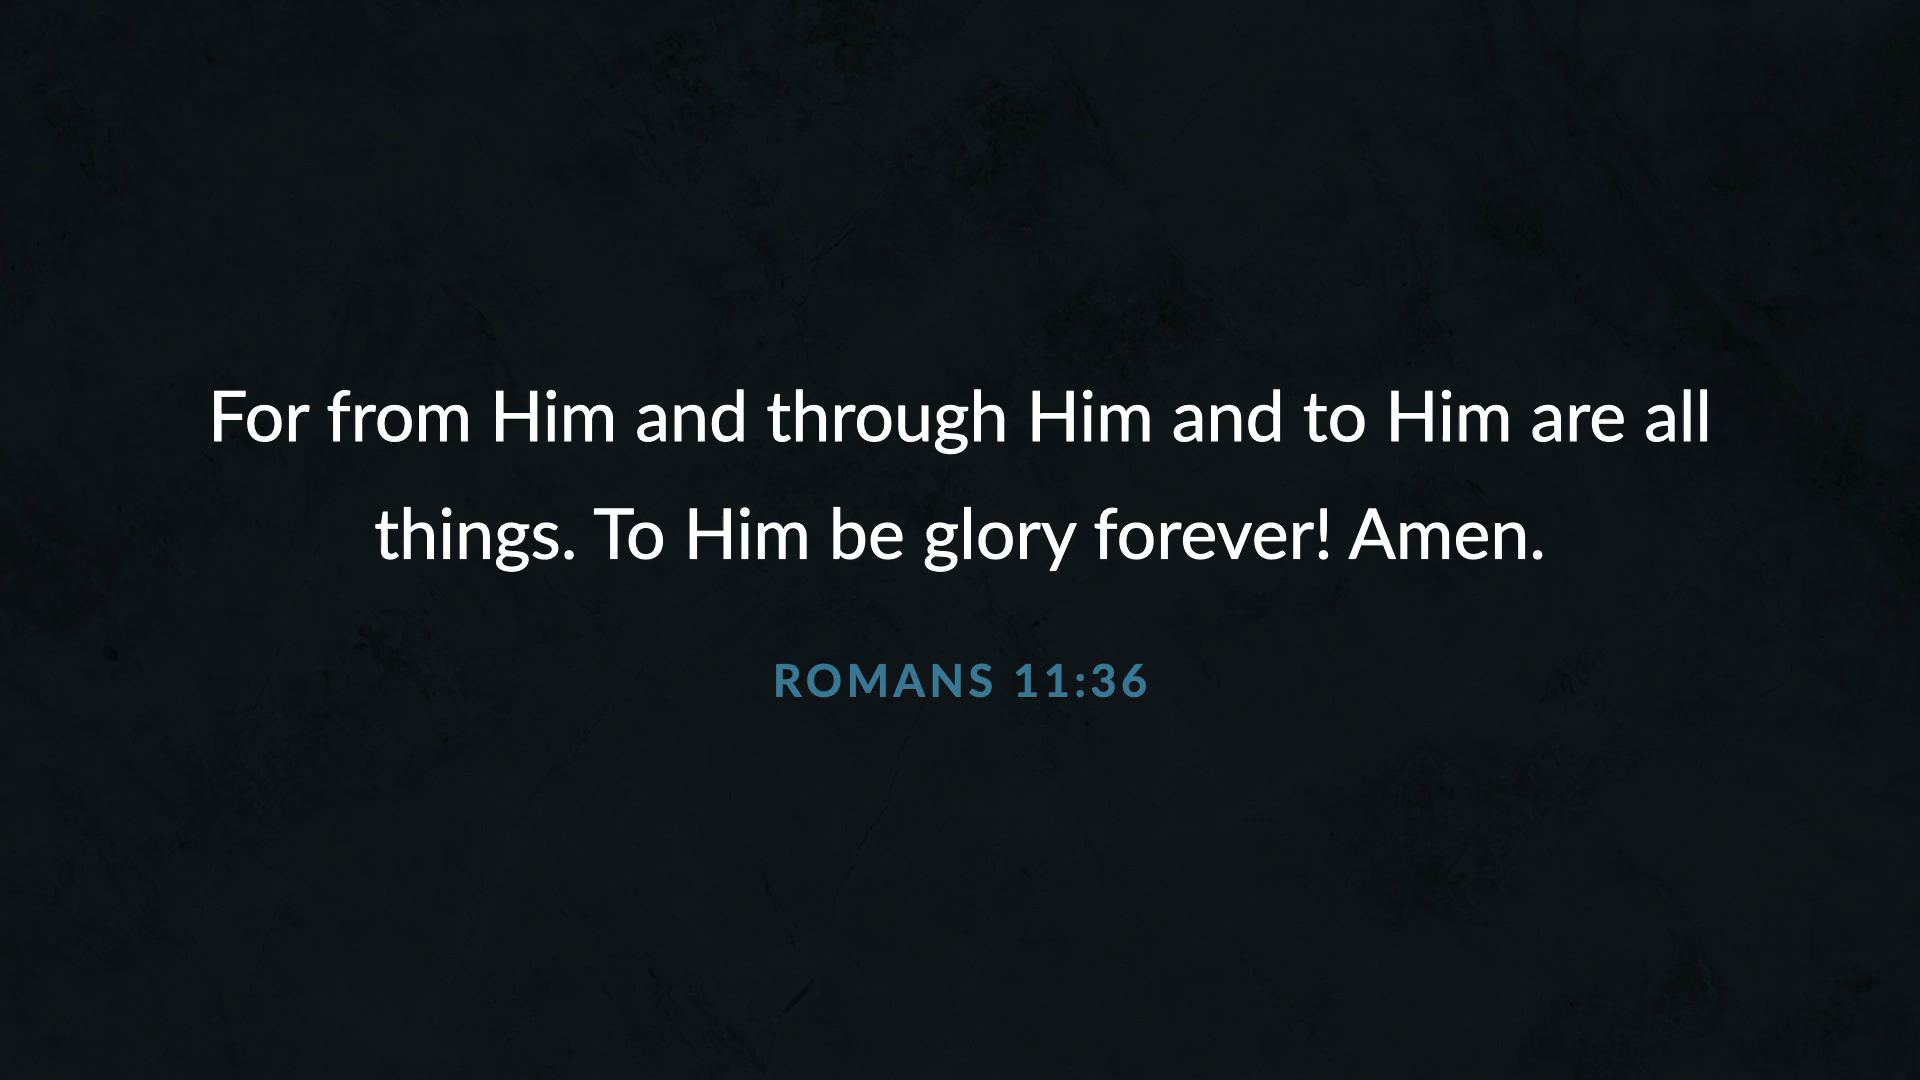 For from Him and through Him and to Him are all
things. To Him be glory forever! Amen.
ROMANS 11:36